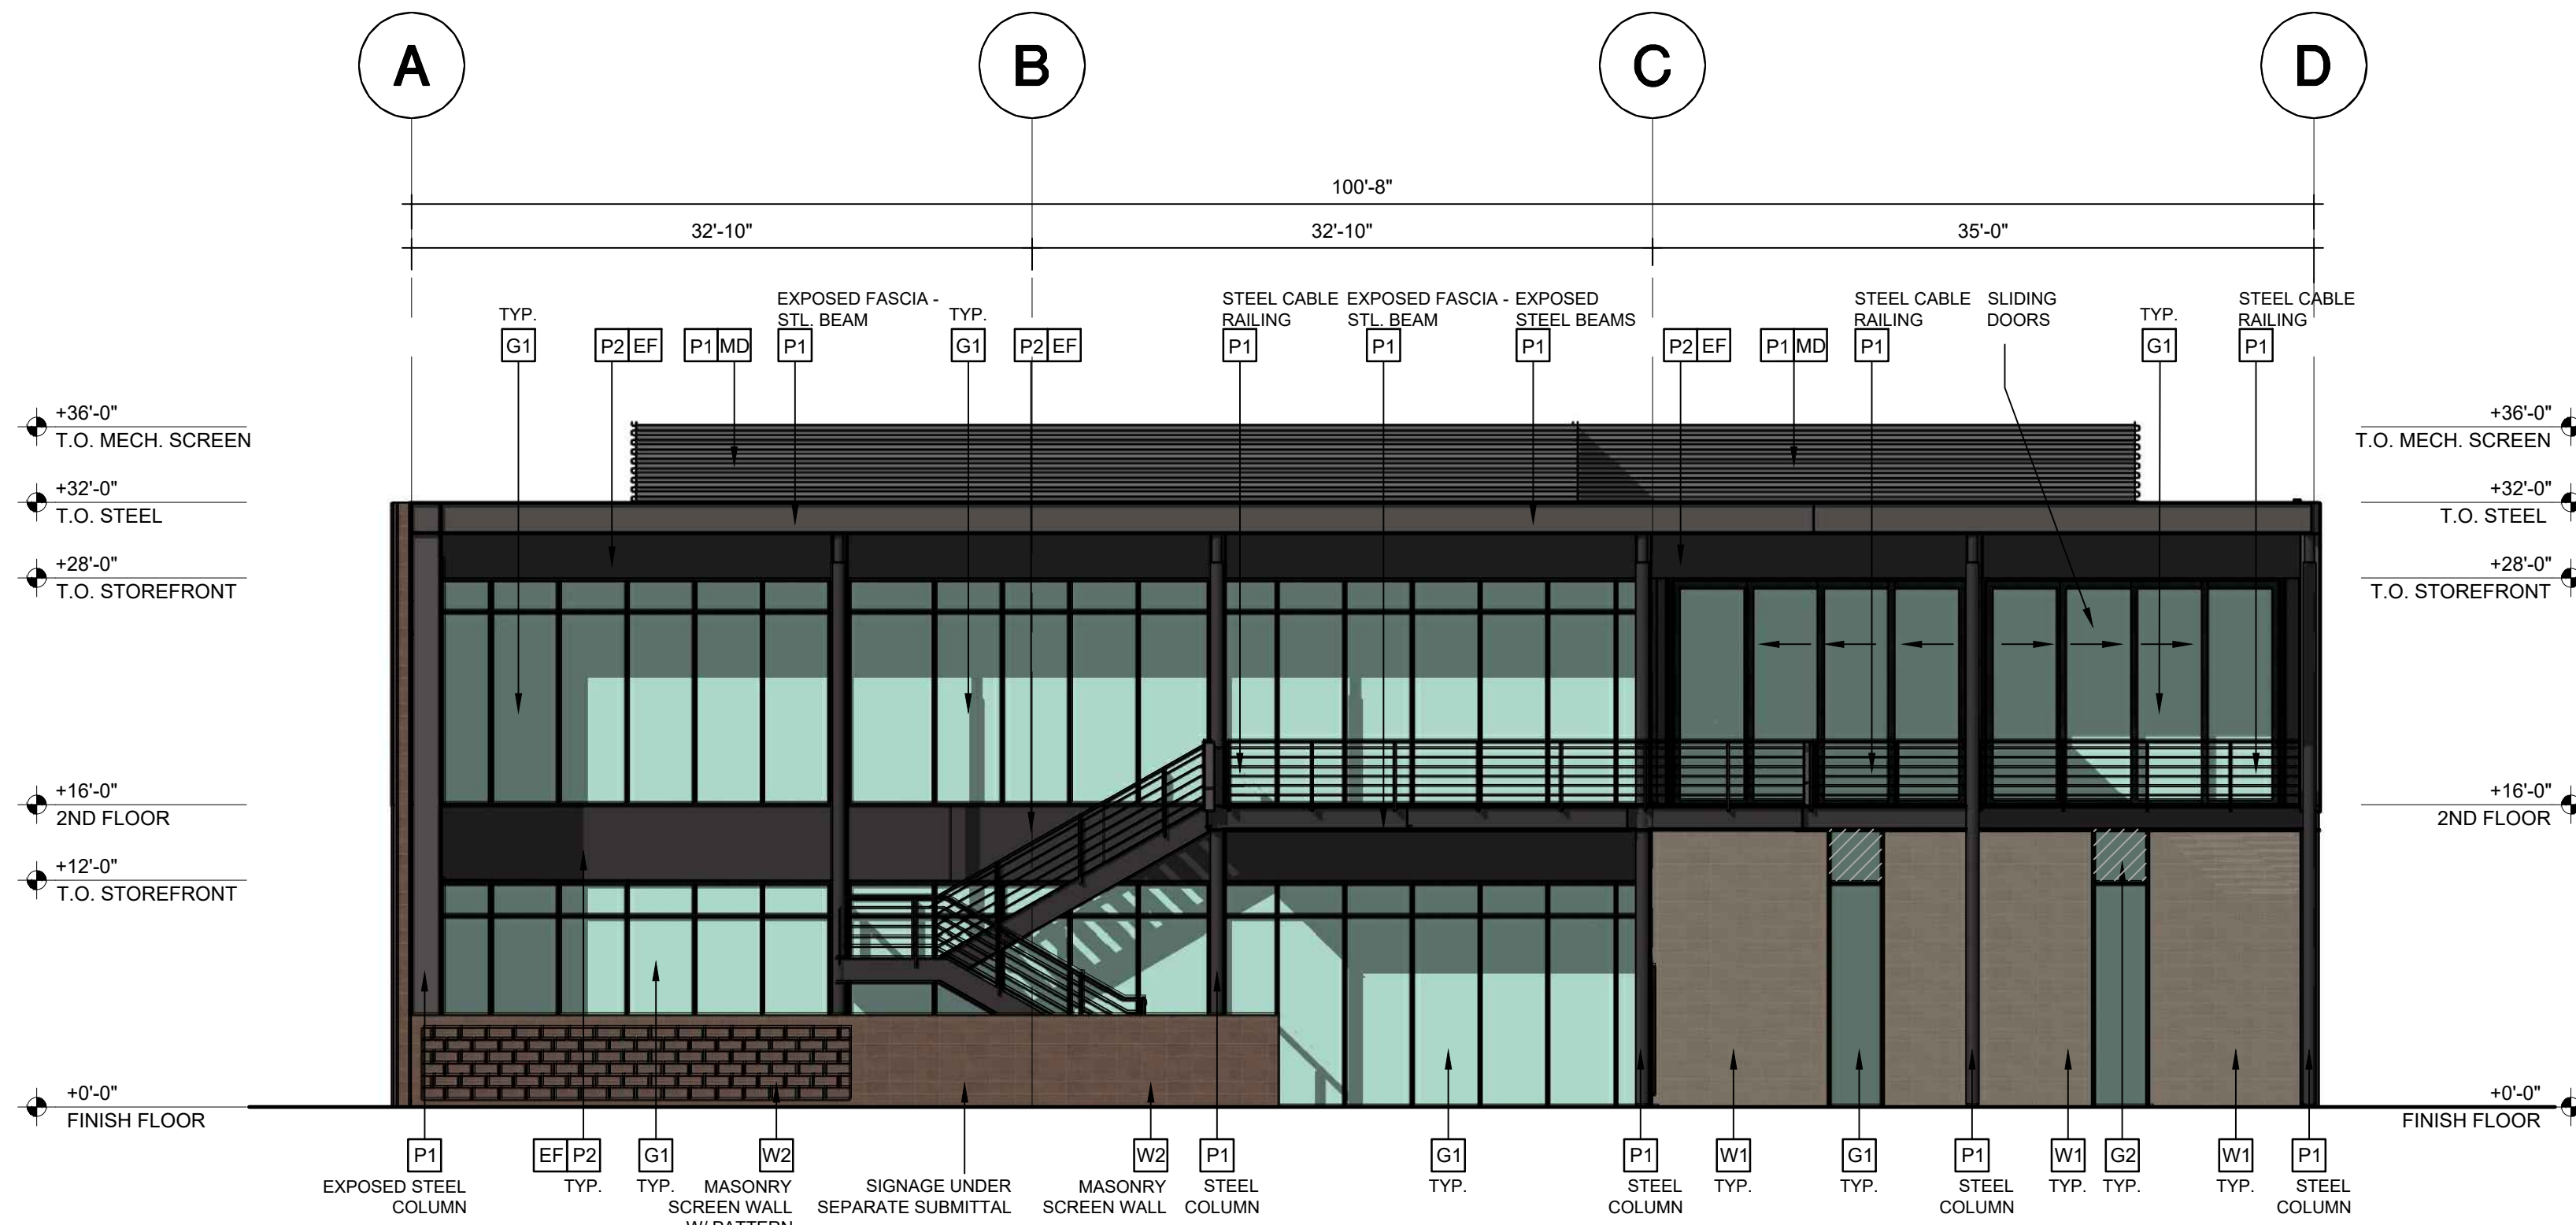 A B C D
100'-8"
32'-10" 32'-10" 35'-0"
TYP.
G1
P2 EF
P1 MD
EXPOSED FASCIA -
STL. BEAM
P1
TYP.
G1
P2 EF
STEEL CABLE
RAILING
P1
EXPOSED FASCIA -
STL. BEAM
P1
EXPOSED
STEEL BEAMS
P1
P2 EF
P1 MD
STEEL CABLE
RAILING
P1
SLIDING
DOORS
TYP.
G1
STEEL CABLE
RAILING
P1
+36'-0"
T.O. MECH. SCREEN
+32'-0"
T.O. STEEL
+28'-0"
T.O. STOREFRONT
+16'-0"
2ND FLOOR
+12'-0"
T.O. STOREFRONT
+0'-0"
FINISH FLOOR
+36'-0"
T.O. MECH. SCREEN
+32'-0"
T.O. STEEL
+28'-0"
T.O. STOREFRONT
+16'-0"
2ND FLOOR
+0'-0"
FINISH FLOOR
P1
EXPOSED STEEL
COLUMN
EF P2
TYP.
G1
TYP.
W2
MASONRY
SCREEN WALL
W/ PATTERN
SIGNAGE UNDER
SEPARATE SUBMITTAL
W2
MASONRY
SCREEN WALL
P1
STEEL
COLUMN
G1
TYP.
P1
STEEL
COLUMN
W1
TYP.
G1
TYP.
P1
STEEL
COLUMN
W1
TYP.
G2
TYP.
W1
TYP.
P1
STEEL
COLUMN